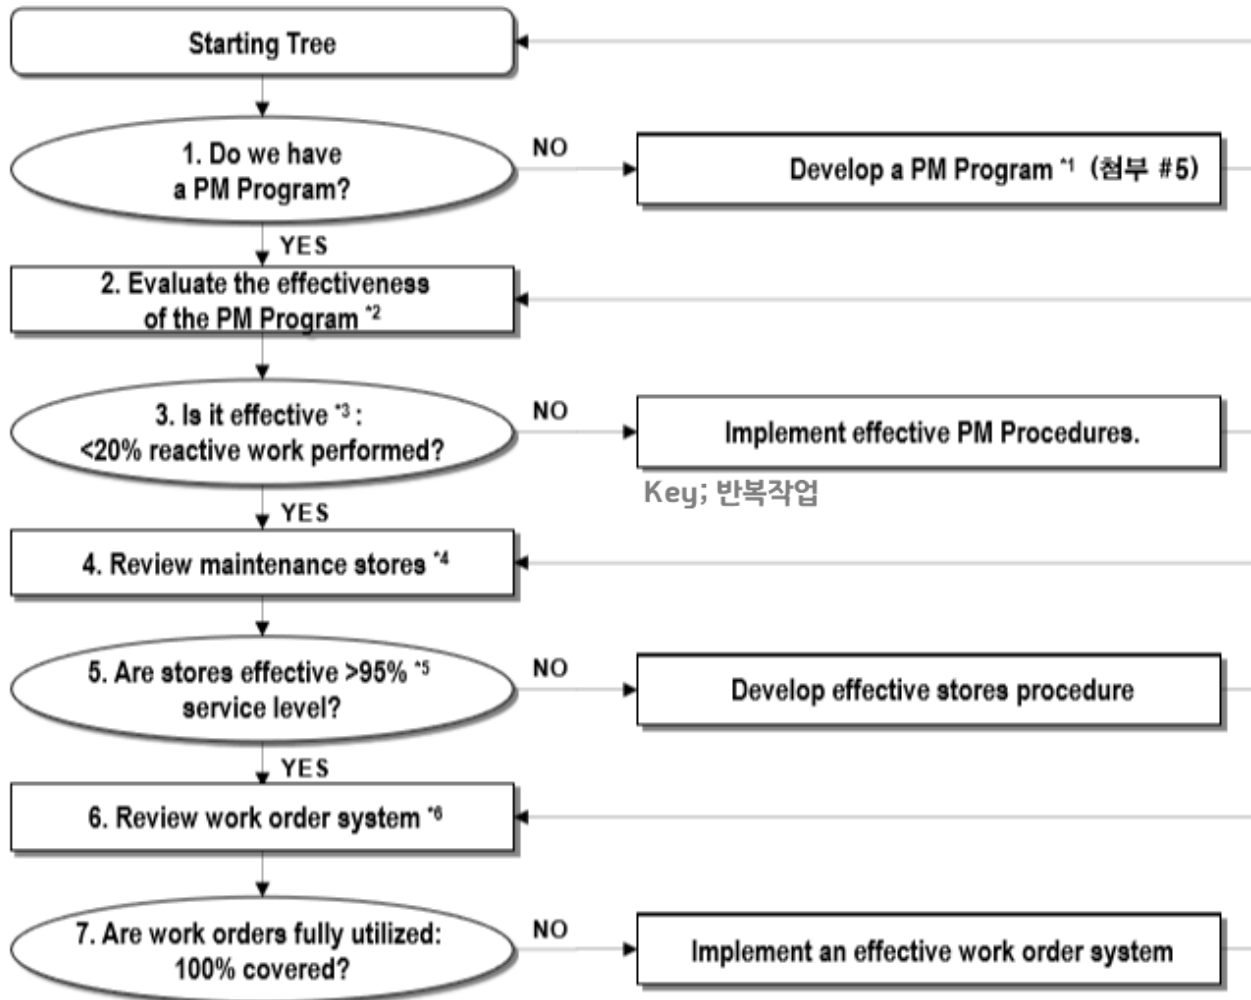 Starting Tree
1. Do we have
a PM Program?
NO
Develop a PM Program *1 (첨부 #5)
YES
2. Evaluate the effectiveness
of the PM Program *2
3. Is it effective *3 :
<20% reactive work performed?
NO
Implement effective PM Procedures.
Key; 반복작업
YES
4. Review maintenance stores *4
5. Are stores effective >95% *5
service level?
NO
Develop effective stores procedure
YES
6. Review work order system *6
7. Are work orders fully utilized:
100% covered?
NO
Implement an effective work order system